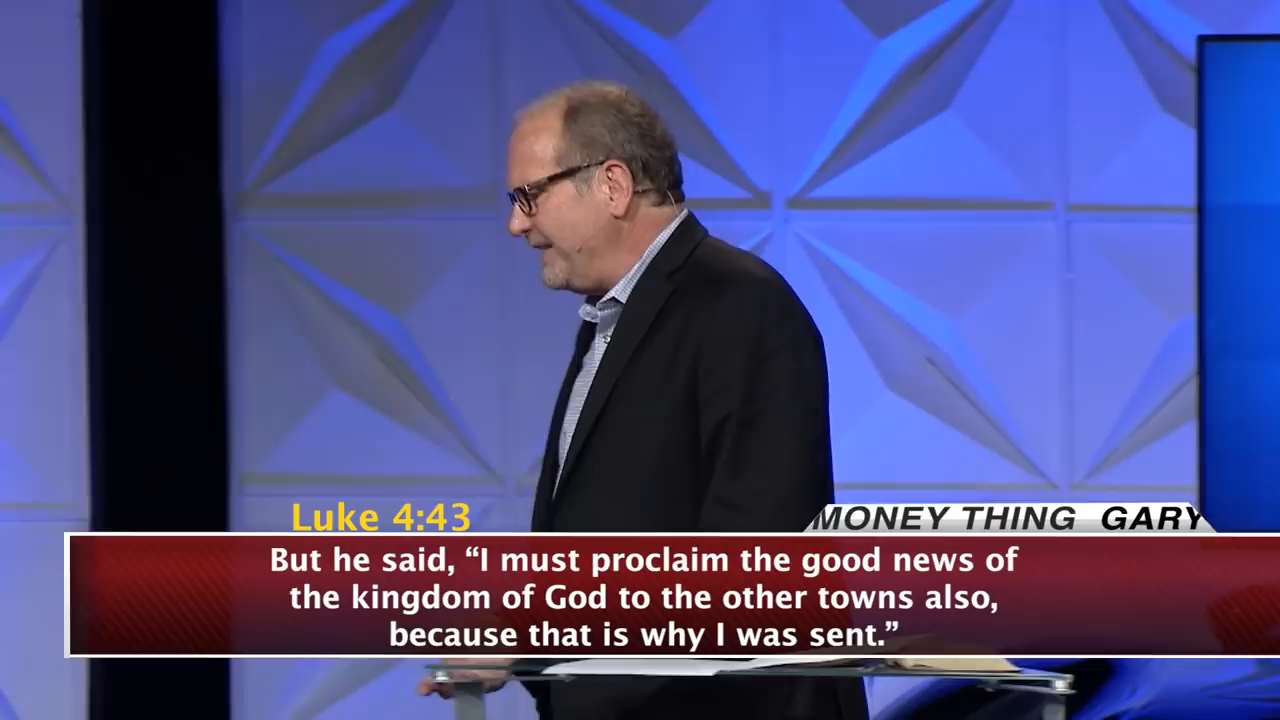 Luke 4:43
MONEY THING GARY
But he said, “I must proclaim the good news of
the kingdom of God to the other towns also,
because that is why I was sent.”